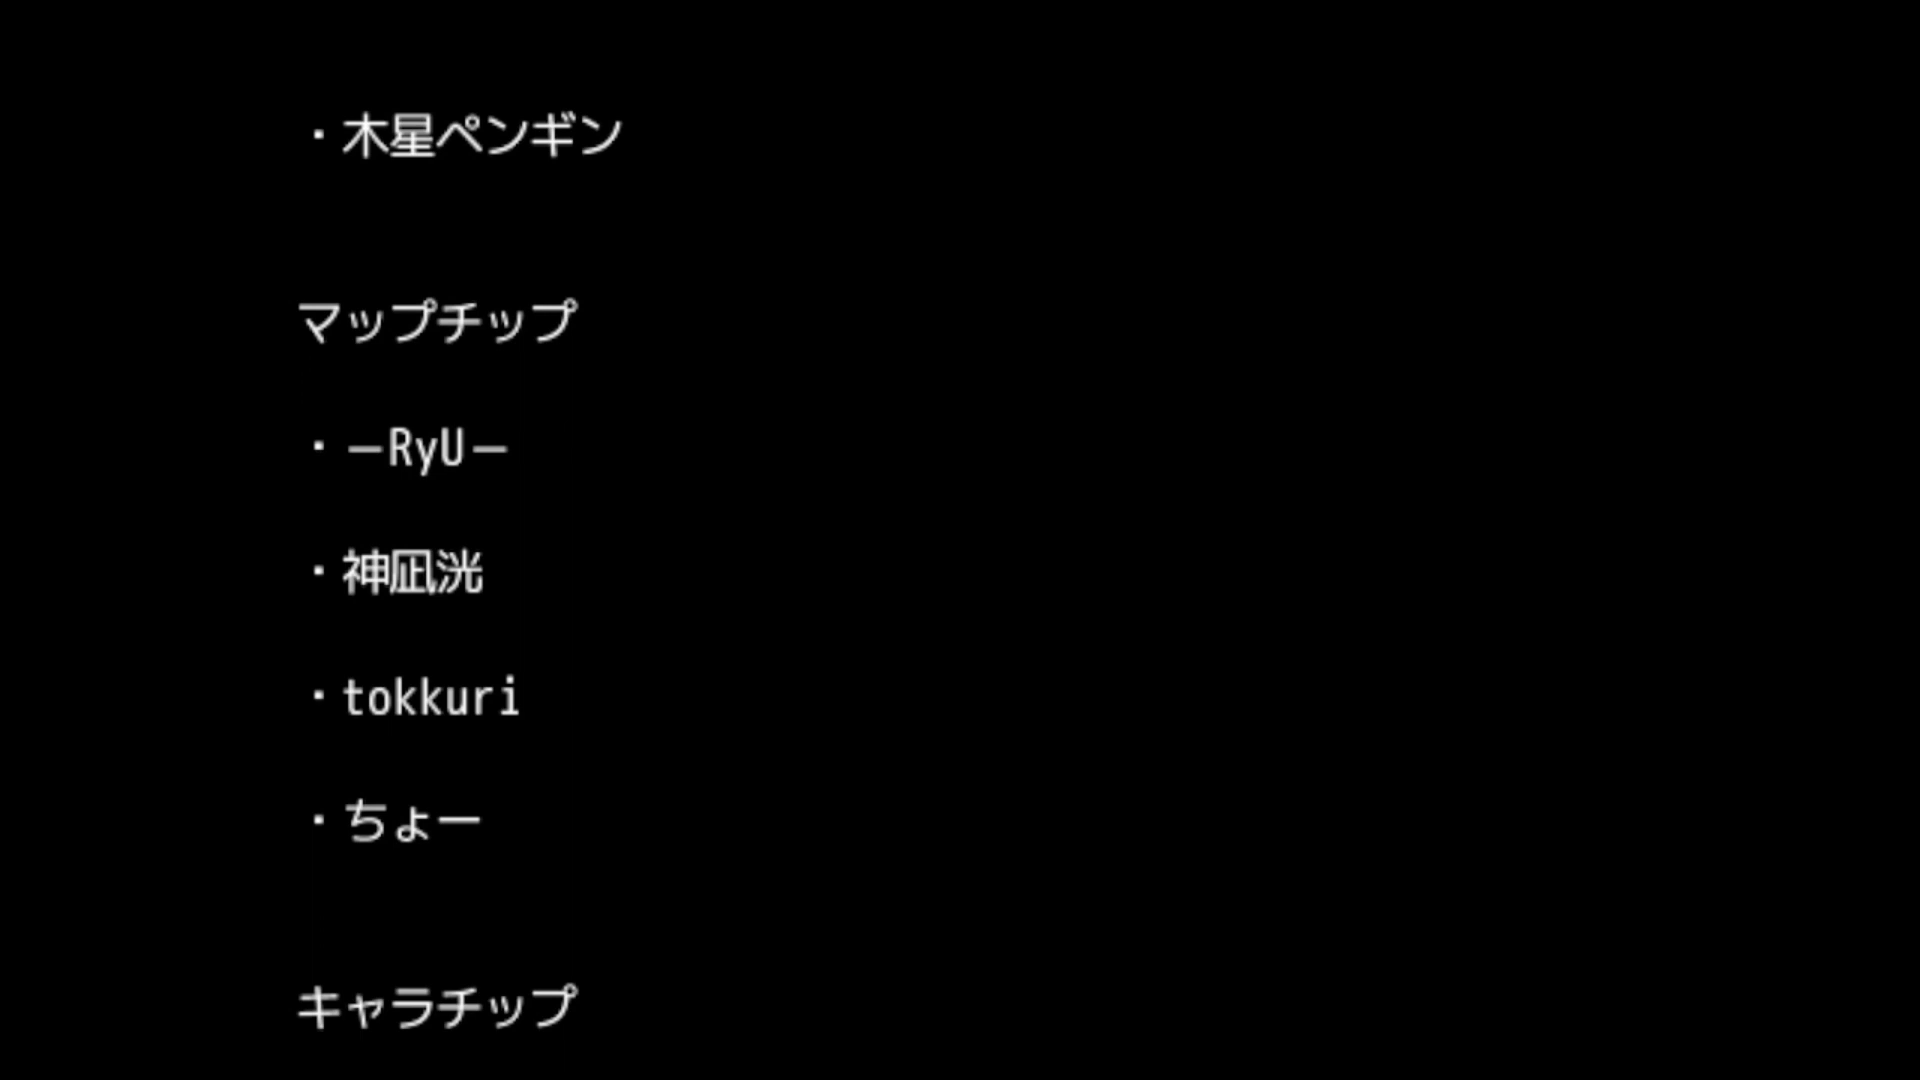 ・木星ペンギン
マップチップ
・－RyU－
・神凪洸
・tokkuri
・ちょー
キャラチップ